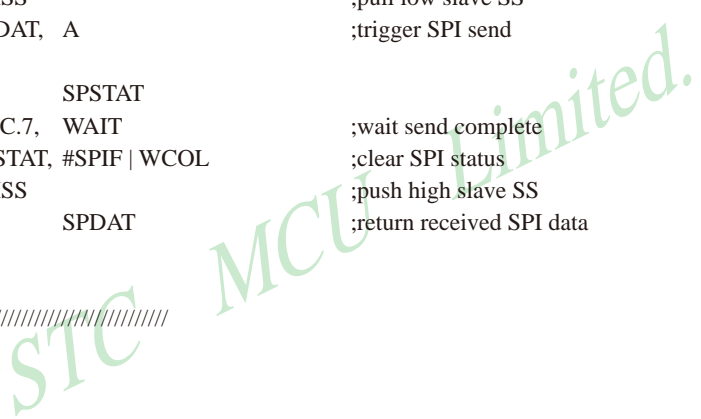 SS ;pull low slave SS
DAT, A ;trigger SPI send
SPSTAT
C.7, WAIT ;wait send complete
STAT, #SPIF | WCOL ;clear SPI status
SS ;push high slave SS
SPDAT ;return received SPI data
///////////////////////////
STC MCU Limited.